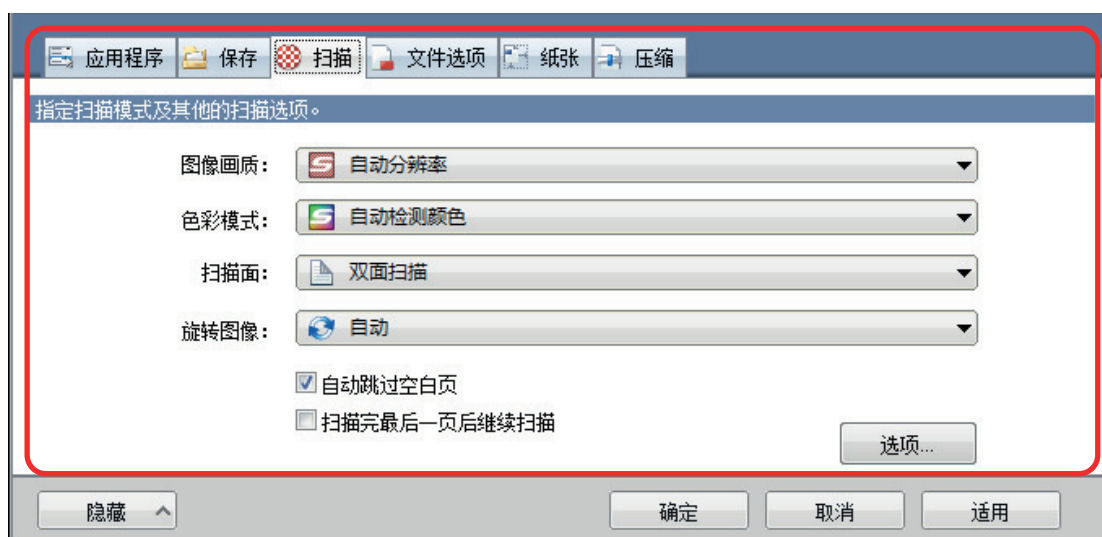 应用程序 保存 扫描 文件选项 纸张 压缩
指定扫描模式及其他的扫描选项。
图像画质: 自动分辨率
色彩模式: 自动检测颜色
扫描面: 双面扫描
旋转图像: 自动
自动跳过空白页
扫描完最后一页后继续扫描
选项...
隐藏 确定 取消 适用